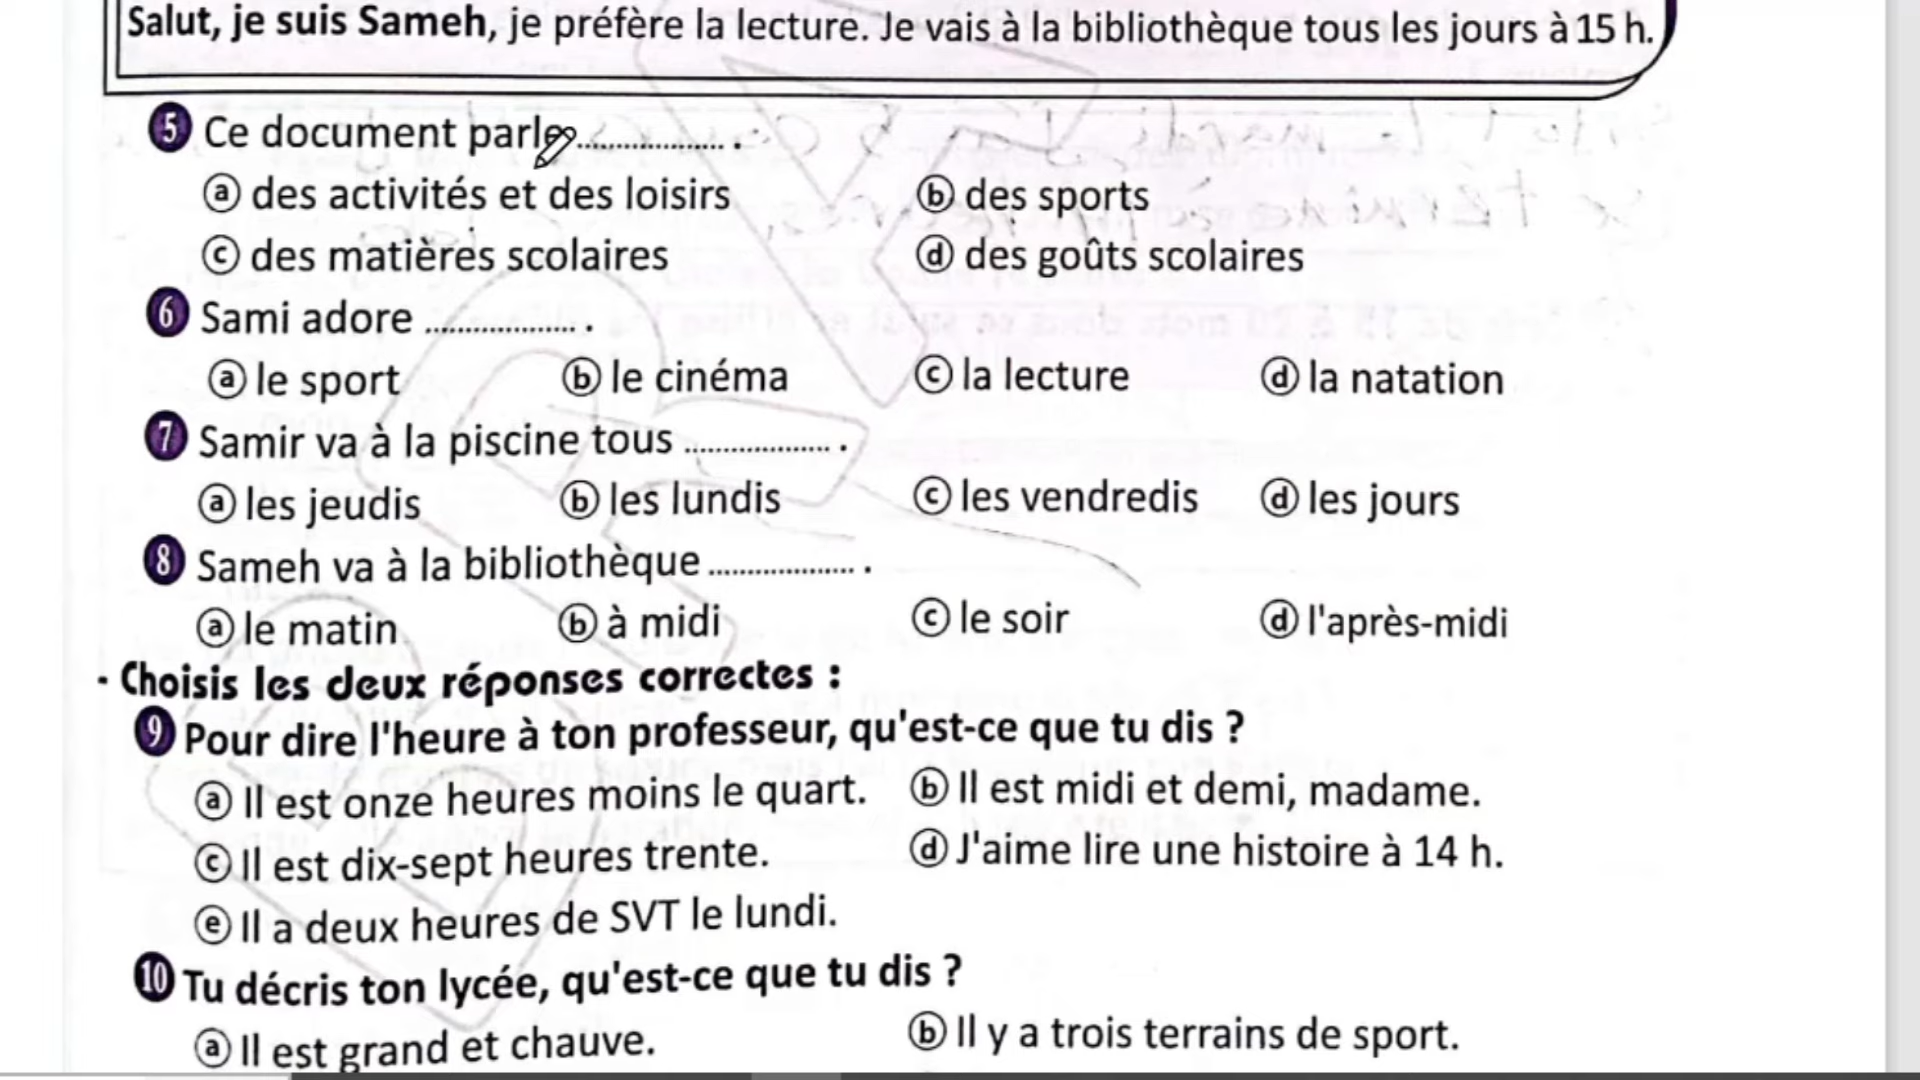 Salut, je suis Sameh, je préfère la lecture. Je vais à la bibliothèque tous les jours à 15 h.
5 Ce document parle .................. .
a des activités et des loisirs b des sports
c des matières scolaires d des goûts scolaires
6 Sami adore .................. .
a le sport b le cinéma c la lecture d la natation
7 Samir va à la piscine tous .................. .
a les jeudis b les lundis c les vendredis d les jours
8 Sameh va à la bibliothèque .................. .
a le matin b à midi c le soir d l'après-midi
· Choisis les deux réponses correctes :
9 Pour dire l'heure à ton professeur, qu'est-ce que tu dis ?
a Il est onze heures moins le quart. b Il est midi et demi, madame.
c Il est dix-sept heures trente. d J'aime lire une histoire à 14 h.
e Il a deux heures de SVT le lundi.
10 Tu décris ton lycée, qu'est-ce que tu dis ?
a Il est grand et chauve. b Il y a trois terrains de sport.